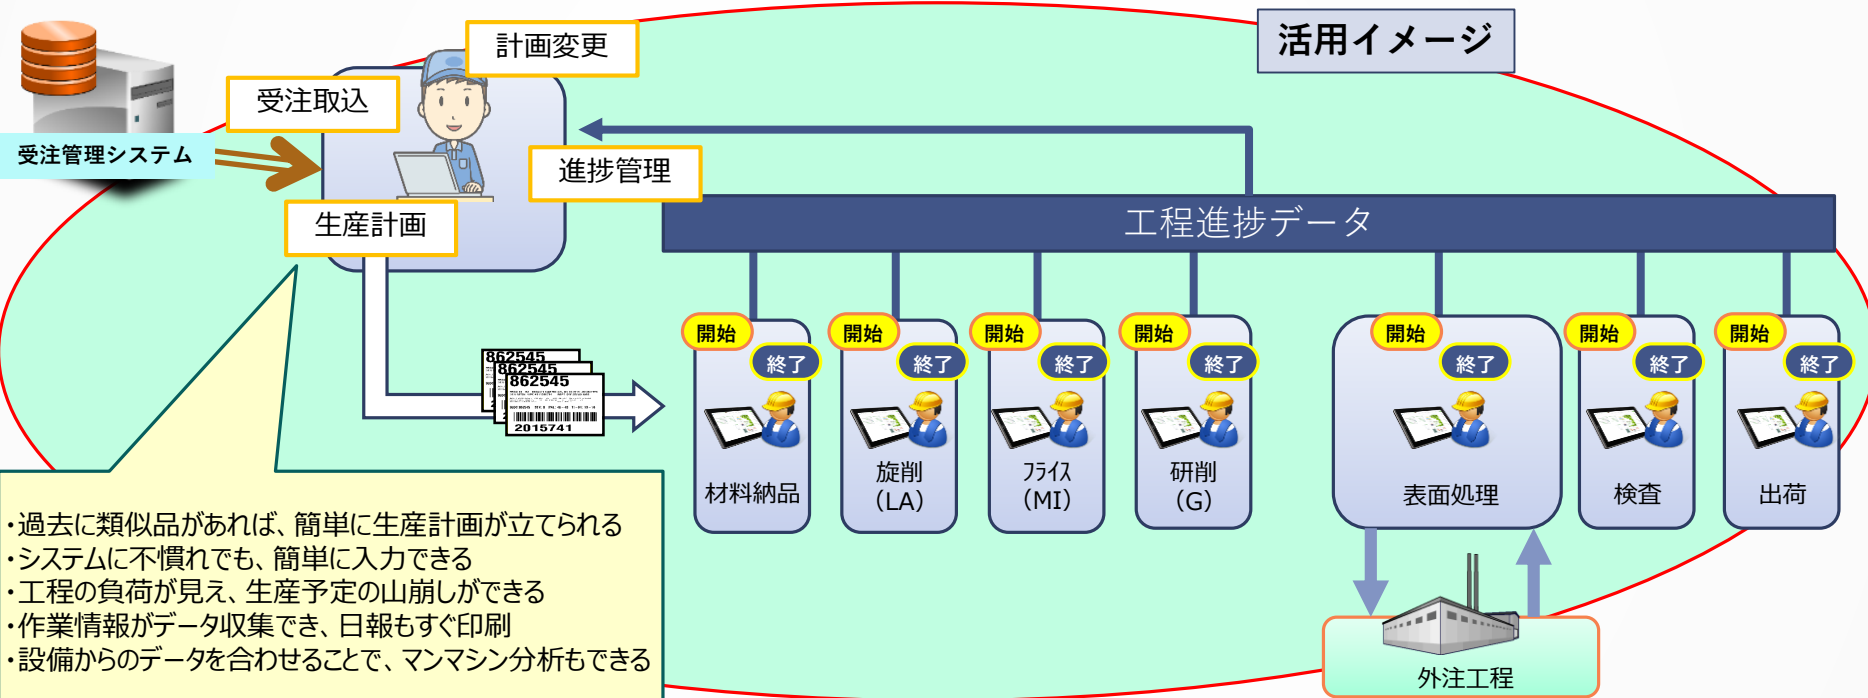 活用イメージ
計画変更
受注取込
受注管理システム
進捗管理
生産計画
工程進捗データ
開始
終了
材料納品
開始
終了
旋削
（LA）
開始
終了
ﾌﾗｲｽ
（MI）
開始
終了
研削
（G）
開始
終了
表面処理
開始
終了
検査
開始
終了
出荷
862545
862545
862545
2015741
・過去に類似品があれば、簡単に生産計画が立てられる
・システムに不慣れでも、簡単に入力できる
・工程の負荷が見え、生産予定の山崩しができる
・作業情報がデータ収集でき、日報もすぐ印刷
・設備からのデータを合わせることで、マンマシン分析もできる
外注工程